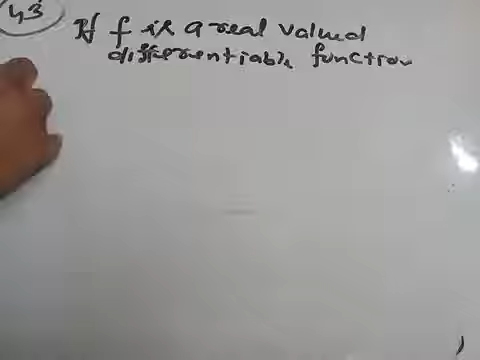 43
If f is a real valued
differentiable function